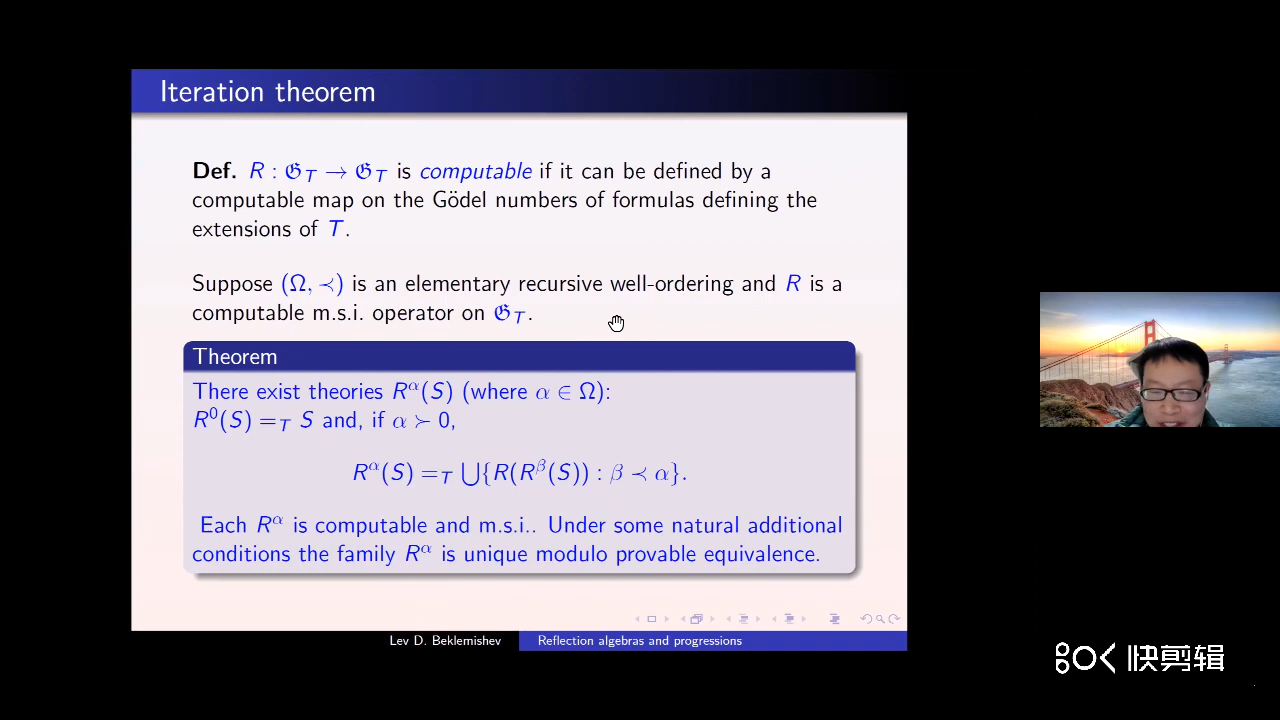 Iteration theorem
Def. R : 𝔊_T → 𝔊_T is computable if it can be defined by a
computable map on the Gödel numbers of formulas defining the
extensions of T.
Suppose (Ω, ≺) is an elementary recursive well-ordering and R is a
computable m.s.i. operator on 𝔊_T.
Theorem
There exist theories R^α(S) (where α ∈ Ω):
R^0(S) =_T S and, if α ≻ 0,
R^α(S) =_T ⋃{R(R^β(S)) : β ≺ α}.
Each R^α is computable and m.s.i.. Under some natural additional
conditions the family R^α is unique modulo provable equivalence.
Lev D. Beklemishev
Reflection algebras and progressions
快剪辑